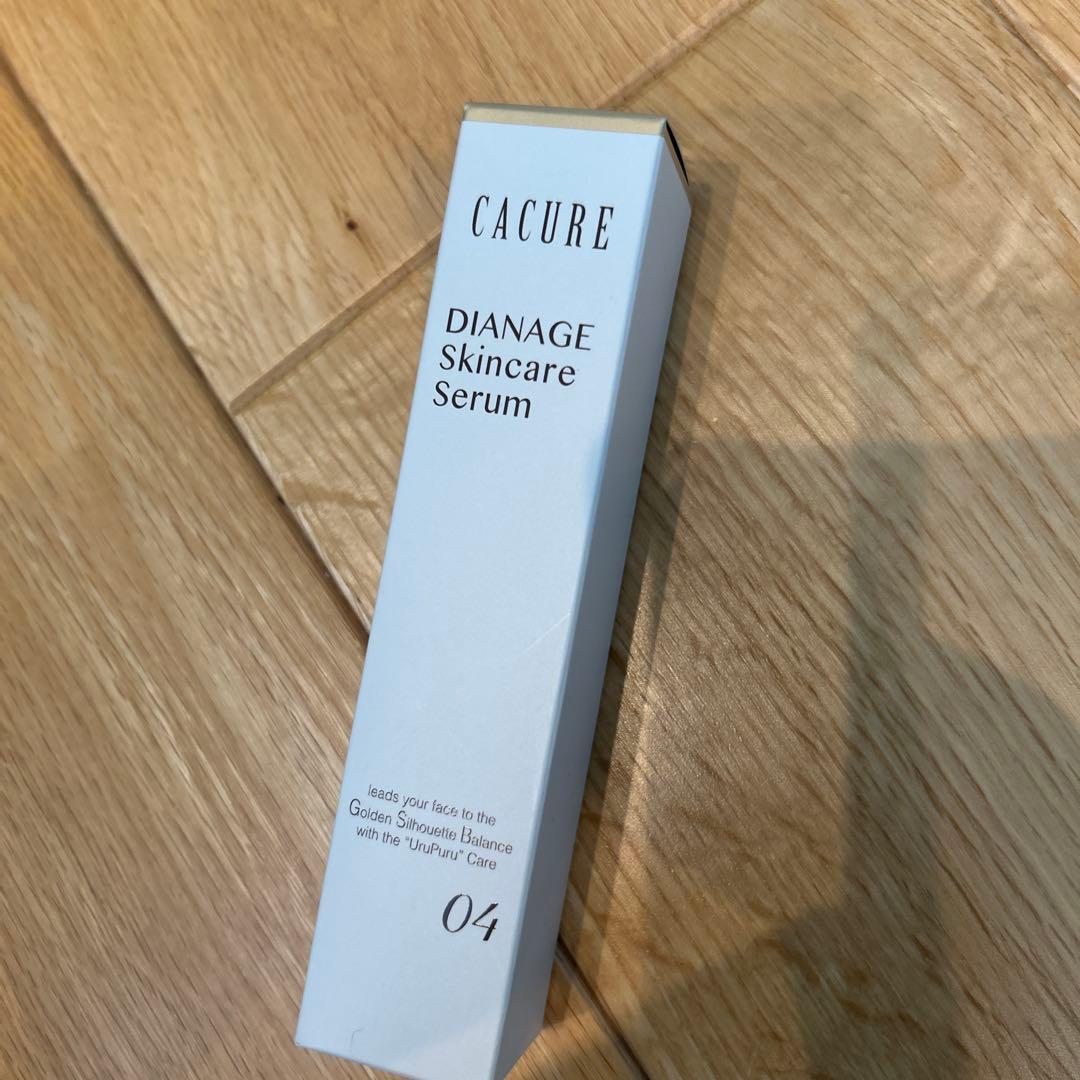 CACURE
DIANAGE
Skincare
Serum
leads your face to the
Golden Silhouette Balance
with the "UruPuru" Care
04